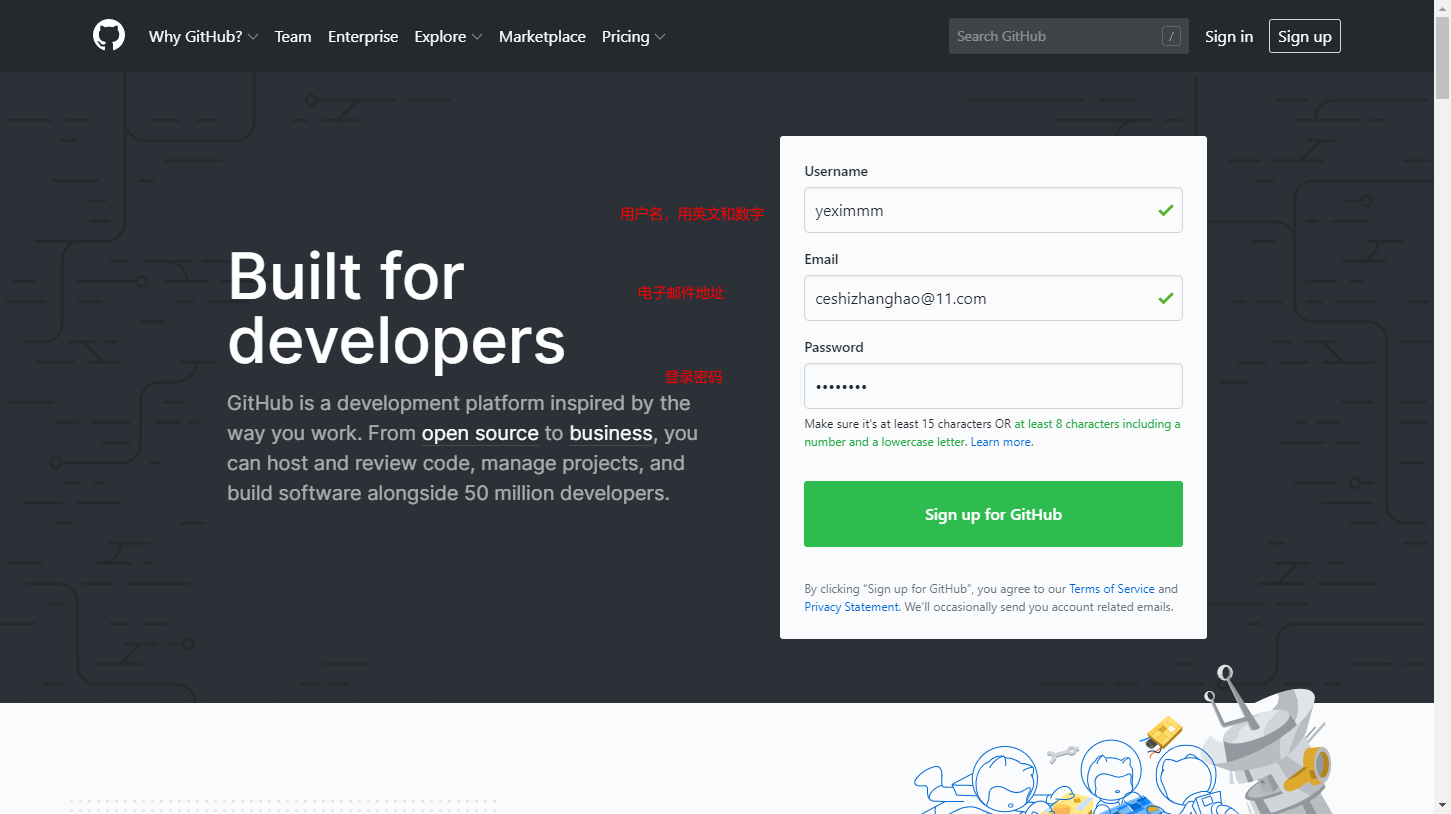 Why GitHub? Team Enterprise Explore Marketplace Pricing Search GitHub / Sign in Sign up
Username
用户名，用英文和数字
yeximmm
Built for
developers
Email
电子邮件地址
ceshizhanghao@11.com
Password
登录密码
••••••••
GitHub is a development platform inspired by the
way you work. From open source to business, you
can host and review code, manage projects, and
build software alongside 50 million developers.
Make sure it's at least 15 characters OR at least 8 characters including a
number and a lowercase letter. Learn more.
Sign up for GitHub
By clicking “Sign up for GitHub”, you agree to our Terms of Service and
Privacy Statement. We’ll occasionally send you account related emails.